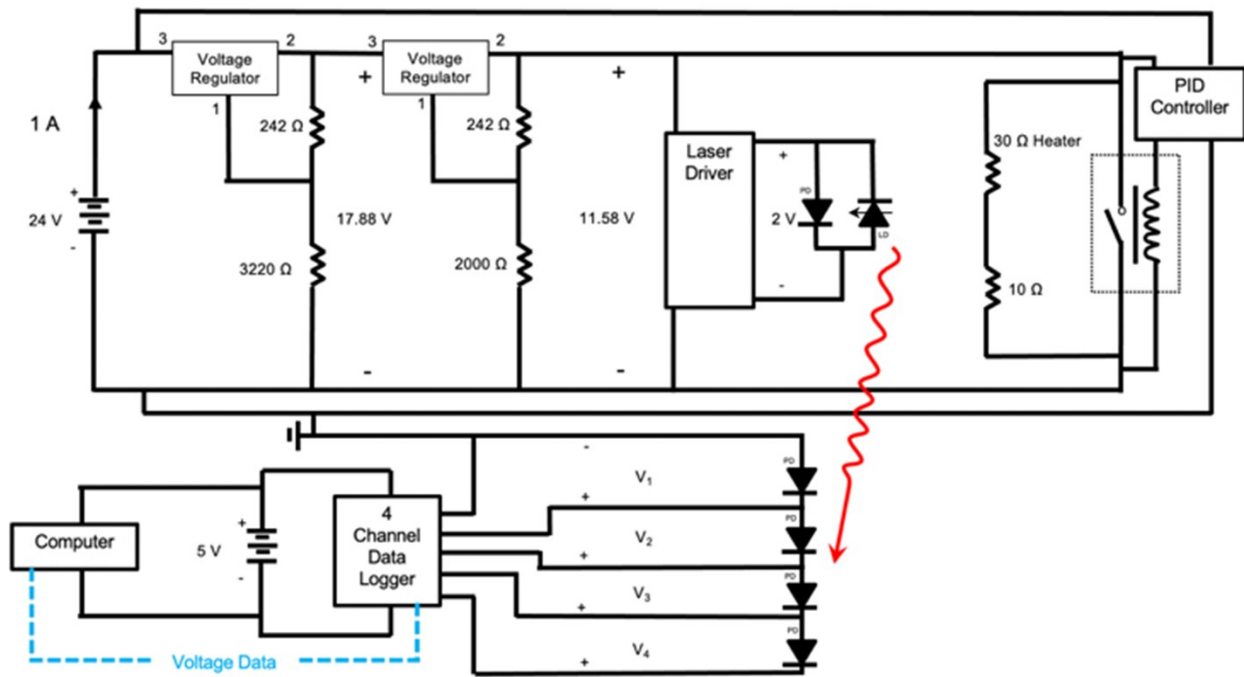 3
Voltage
Regulator
2
1
3
Voltage
Regulator
2
1
PID
Controller
1 A
+
24 V
-
242 Ω
3220 Ω
+
17.88 V
-
242 Ω
2000 Ω
+
11.58 V
-
Laser
Driver
+
2 V
-
PD
LD
30 Ω Heater
10 Ω
Computer
+
5 V
-
4
Channel
Data
Logger
-
V1
+
V2
+
V3
+
V4
+
PD
PD
PD
PD
Voltage Data